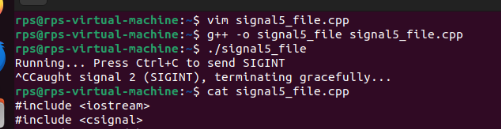 rps@rps-virtual-machine:~$ vim signal5_file.cpp
rps@rps-virtual-machine:~$ g++ -o signal5_file signal5_file.cpp
rps@rps-virtual-machine:~$ ./signal5_file
Running... Press Ctrl+C to send SIGINT
^CCaught signal 2 (SIGINT), terminating gracefully...
rps@rps-virtual-machine:~$ cat signal5_file.cpp
#include <iostream>
#include <csignal>